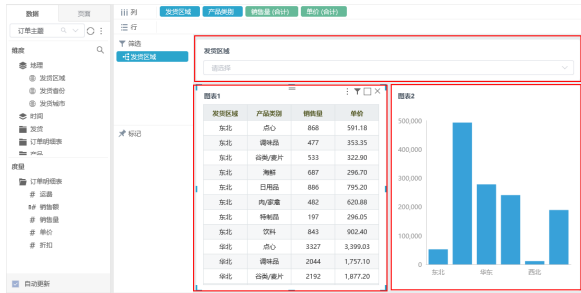 数据 页面
订单主题
维度
地理
发货区域
发货省份
发货城市
时间
发货
订单明细表
产品
度量
订单明细表
# 运费
# 销售额
# 销售量
# 单价
# 折扣
自动更新
列 发货区域 产品类别 销售量 (合计) 单价 (合计)
行
筛选
发货区域
标记
发货区域
请选择
图表1
发货区域 产品类别 销售量 单价
东北 点心 868 591.18
东北 调味品 477 353.35
东北 谷类/麦片 533 322.90
东北 海鲜 687 296.70
东北 日用品 886 795.20
东北 肉/家禽 482 620.88
东北 特制品 197 296.05
东北 饮料 843 902.40
华北 点心 3327 3,399.03
华北 调味品 2044 1,757.10
华北 谷类/麦片 2192 1,877.20
图表2
500,000
400,000
300,000
200,000
100,000
0
东北 华东 西北